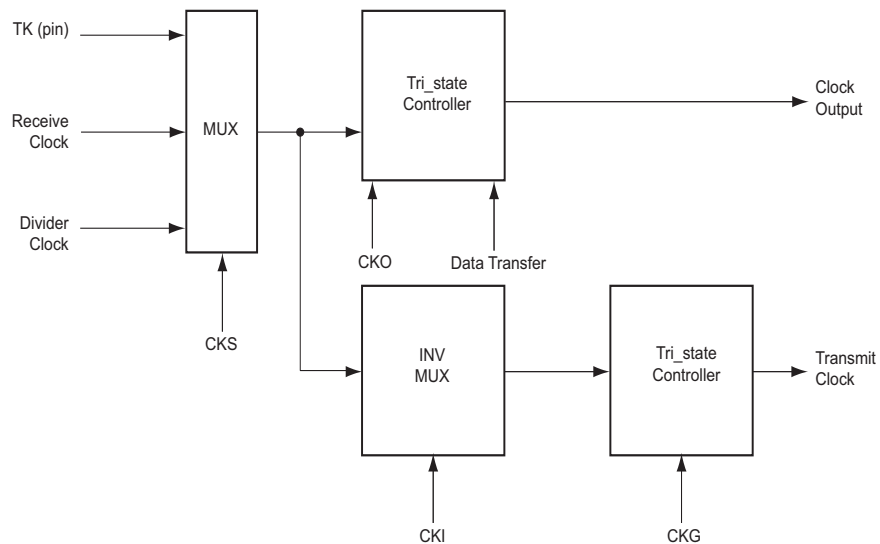 TK (pin)
Receive
Clock
Divider
Clock
MUX
CKS
Tri_state
Controller
CKO
Data Transfer
Clock
Output
INV
MUX
CKI
Tri_state
Controller
CKG
Transmit
Clock